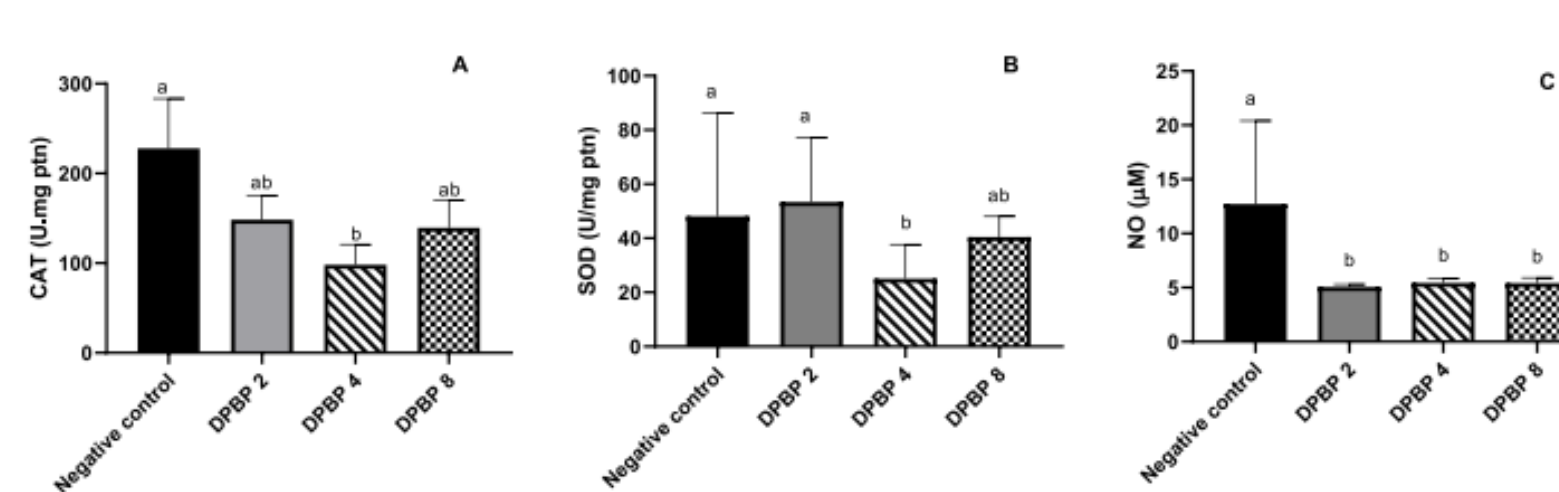 A
CAT (U.mg ptn)
300
200
100
0
a
ab
b
ab
Negative control
DPBP 2
DPBP 4
DPBP 8
B
SOD (U/mg ptn)
100
80
60
40
20
0
a
a
b
ab
Negative control
DPBP 2
DPBP 4
DPBP 8
C
NO (μM)
25
20
15
10
5
0
a
b
b
b
Negative control
DPBP 2
DPBP 4
DPBP 8